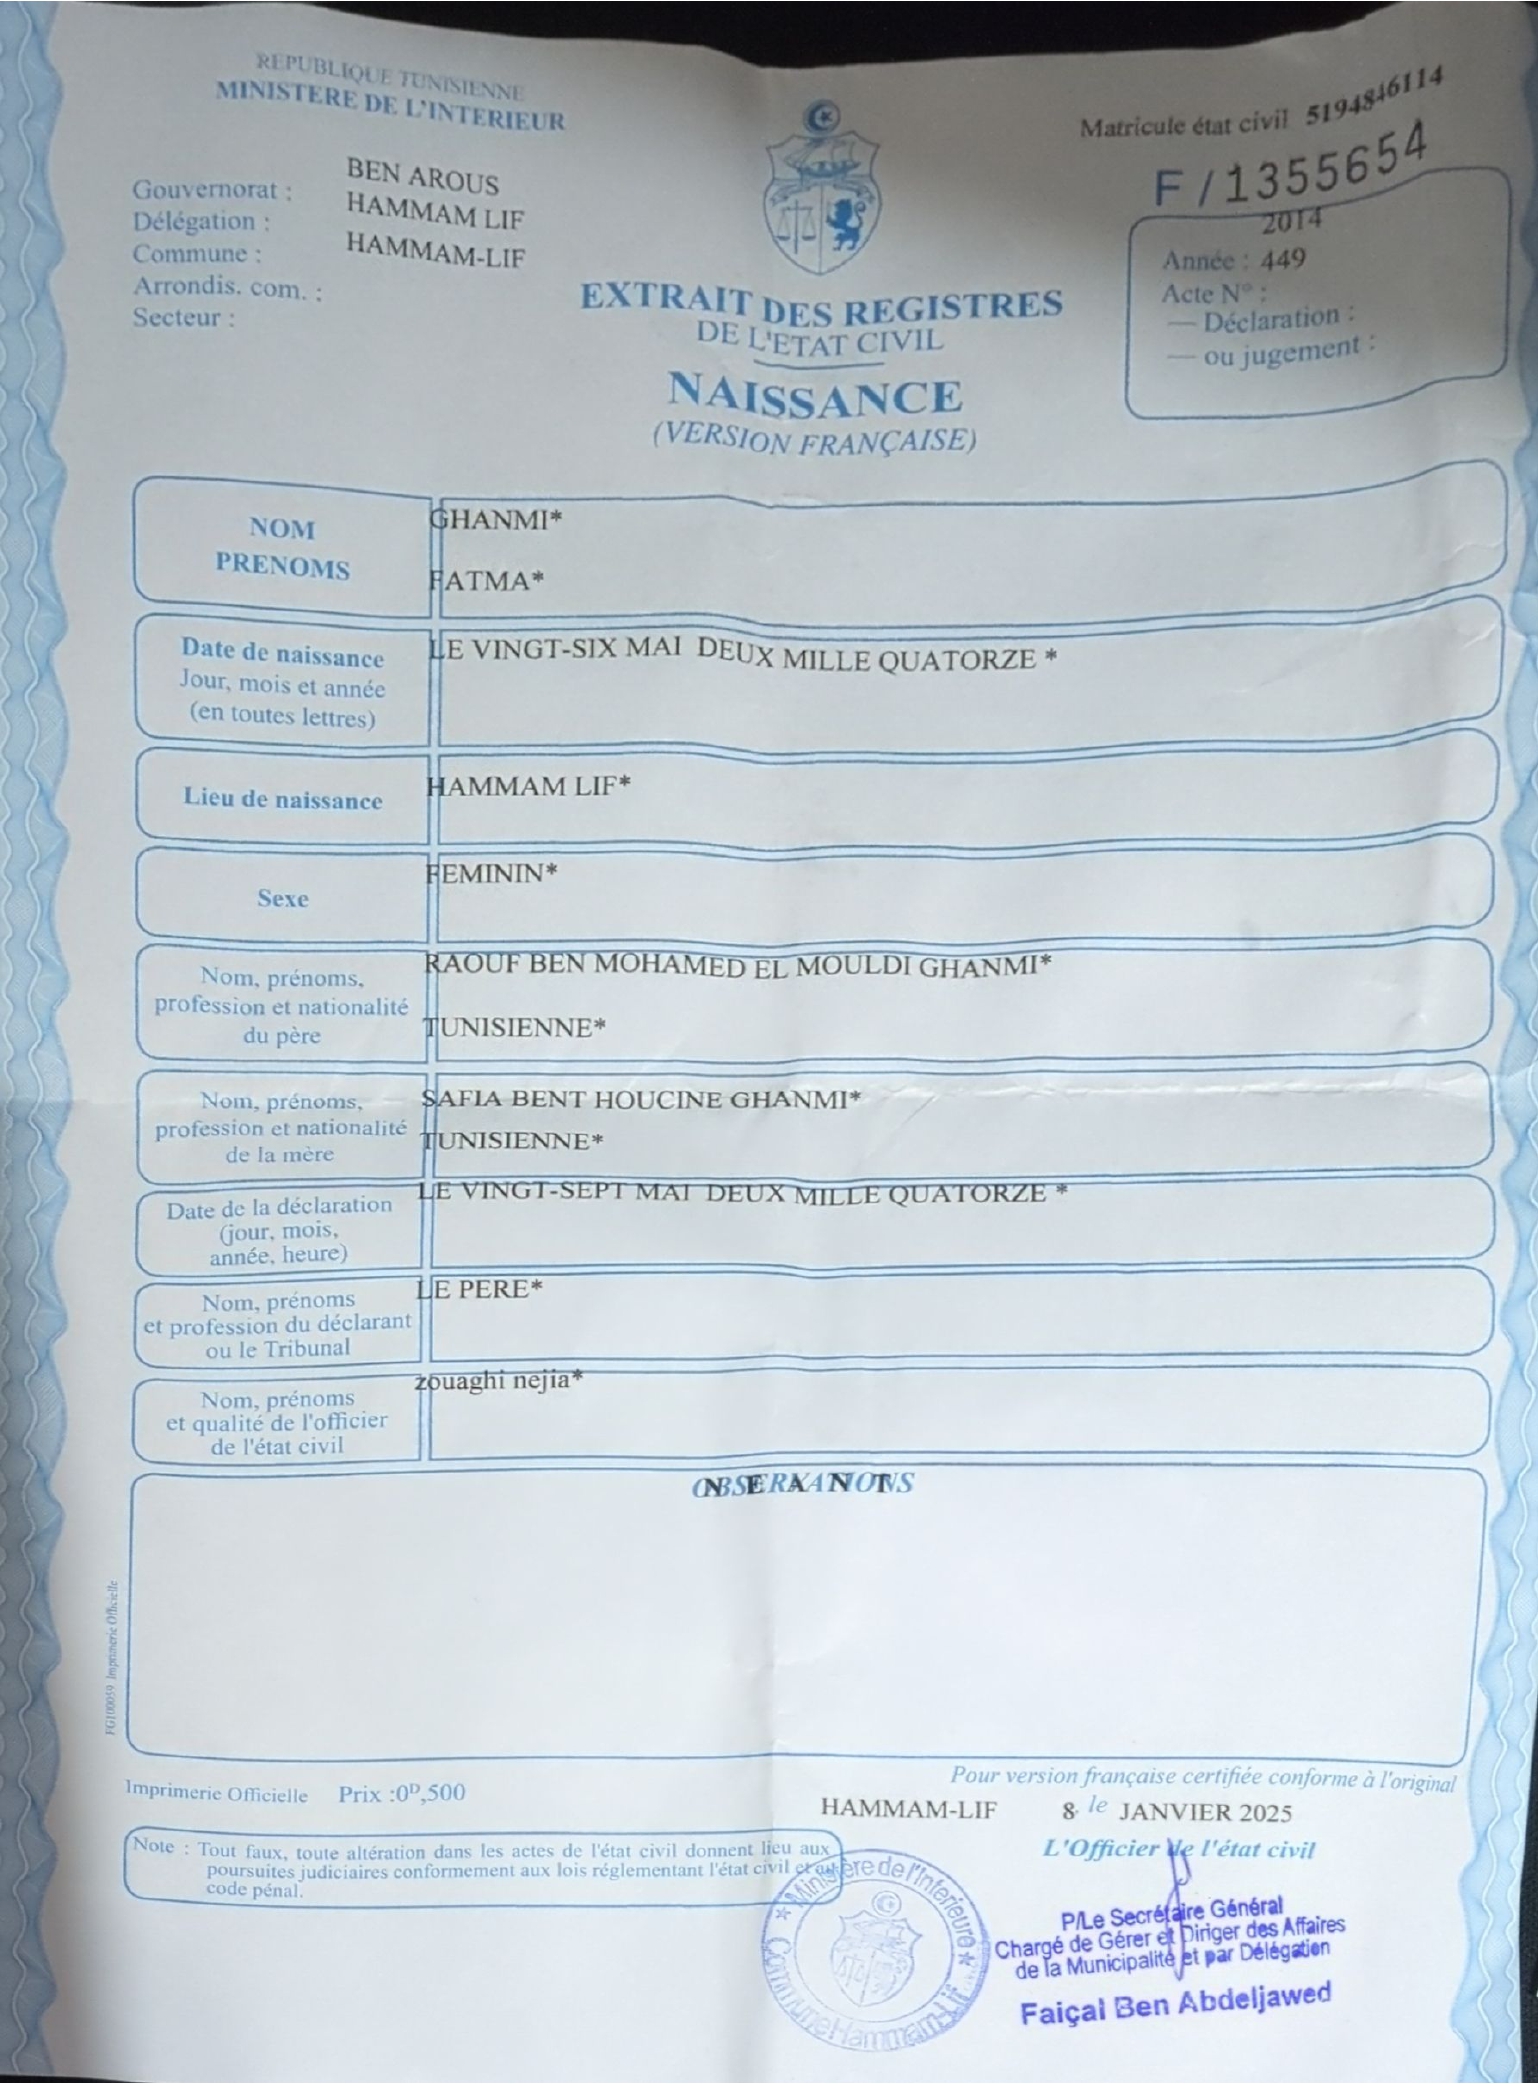 REPUBLIQUE TUNISIENNE
MINISTERE DE L'INTERIEUR
Gouvernorat : BEN AROUS
Délégation : HAMMAM LIF
Commune : HAMMAM-LIF
Arrondis. com. :
Secteur :
Matricule état civil 5194846114
F/1355654
2014
Année : 449
Acte N° :
— Déclaration :
— ou jugement :
EXTRAIT DES REGISTRES
DE L'ETAT CIVIL
NAISSANCE
(VERSION FRANÇAISE)
NOM GHANMI*
PRENOMS FATMA*
Date de naissance LE VINGT-SIX MAI DEUX MILLE QUATORZE *
Jour, mois et année
(en toutes lettres)
Lieu de naissance HAMMAM LIF*
Sexe FEMININ*
Nom, prénoms, RAOUF BEN MOHAMED EL MOULDI GHANMI*
profession et nationalité
du père TUNISIENNE*
Nom, prénoms, SAFIA BENT HOUCINE GHANMI*
profession et nationalité TUNISIENNE*
de la mère
Date de la déclaration LE VINGT-SEPT MAI DEUX MILLE QUATORZE *
(jour, mois,
année, heure)
Nom, prénoms LE PERE*
et profession du déclarant
ou le Tribunal
Nom, prénoms zouaghi nejia*
et qualité de l'officier
de l'état civil
OBSERVATIONS
NEANT
FG100059 Imprimerie Officielle
Imprimerie Officielle Prix :0D,500
Pour version française certifiée conforme à l'original
HAMMAM-LIF 8 le JANVIER 2025
L'Officier de l'état civil
Note : Tout faux, toute altération dans les actes de l'état civil donnent lieu aux
poursuites judiciaires conformement aux lois réglementant l'état civil et au
code pénal.
* Ministère de l'Interieure *
Commune Hammam-Lif
P/Le Secrétaire Général
Chargé de Gérer et Diriger des Affaires
de la Municipalité et par Délégation
Faiçal Ben Abdeljawed